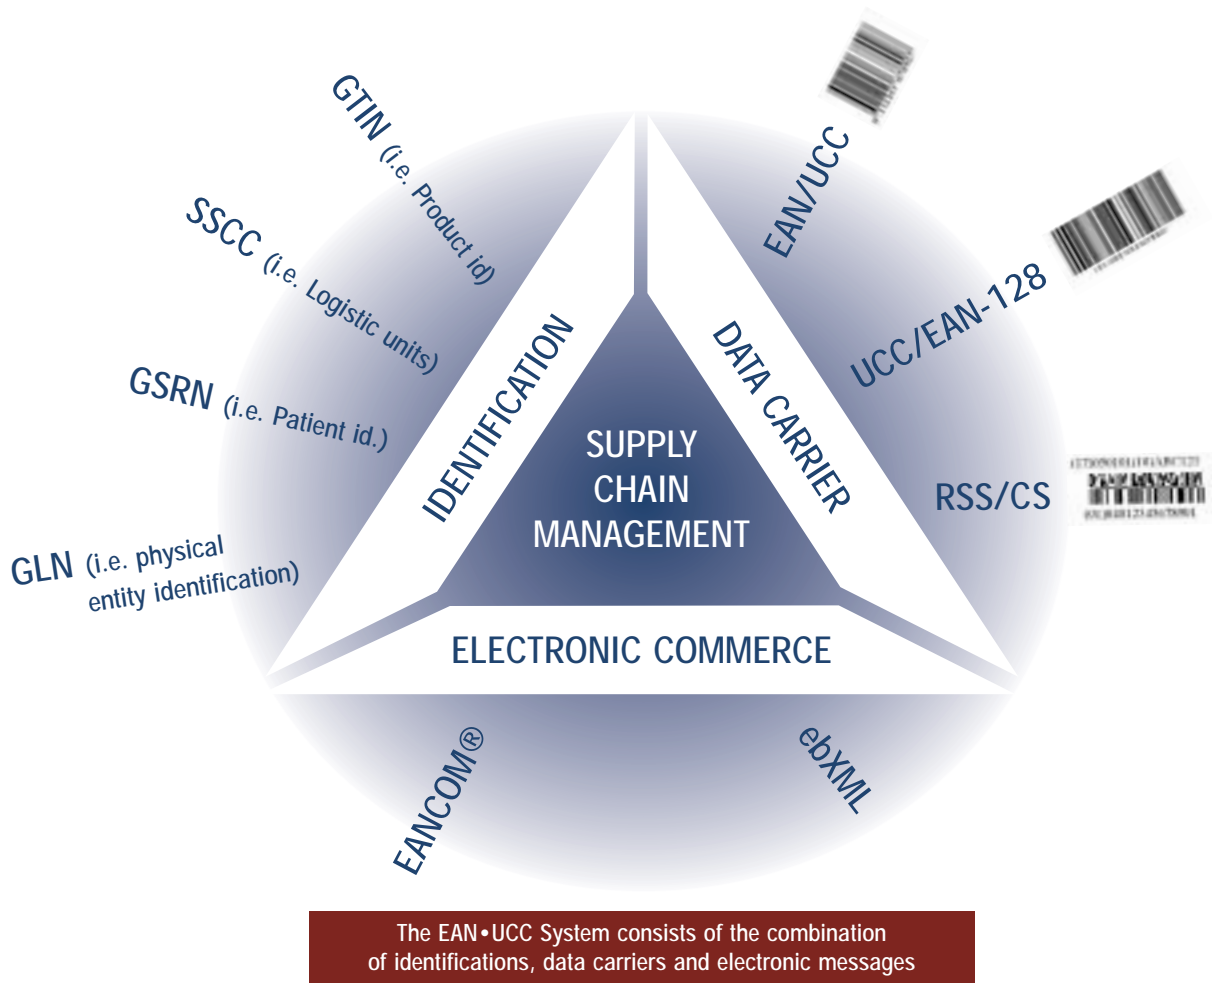 GTIN (i.e. Product id)
SSCC (i.e. Logistic units)
GSRN (i.e. Patient id.)
GLN (i.e. physical
entity identification)
IDENTIFICATION
EAN/UCC
UCC/EAN-128
RSS/CS
DATA CARRIER
SUPPLY
CHAIN
MANAGEMENT
ELECTRONIC COMMERCE
EANCOM®
ebXML
The EAN•UCC System consists of the combination
of identifications, data carriers and electronic messages